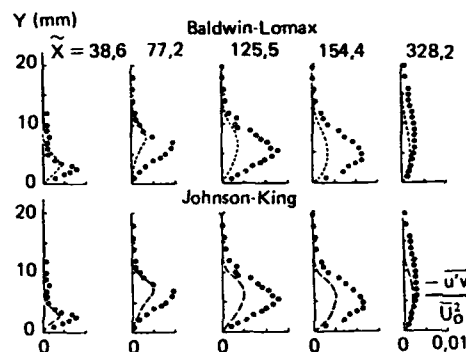 Y (mm)
Baldwin-Lomax
X̃ = 38,6 77,2 125,5 154,4 328,2
20
10
0
Johnson-King
20
10
0
- u'v
U₀²
0 0 0 0 0 0,01